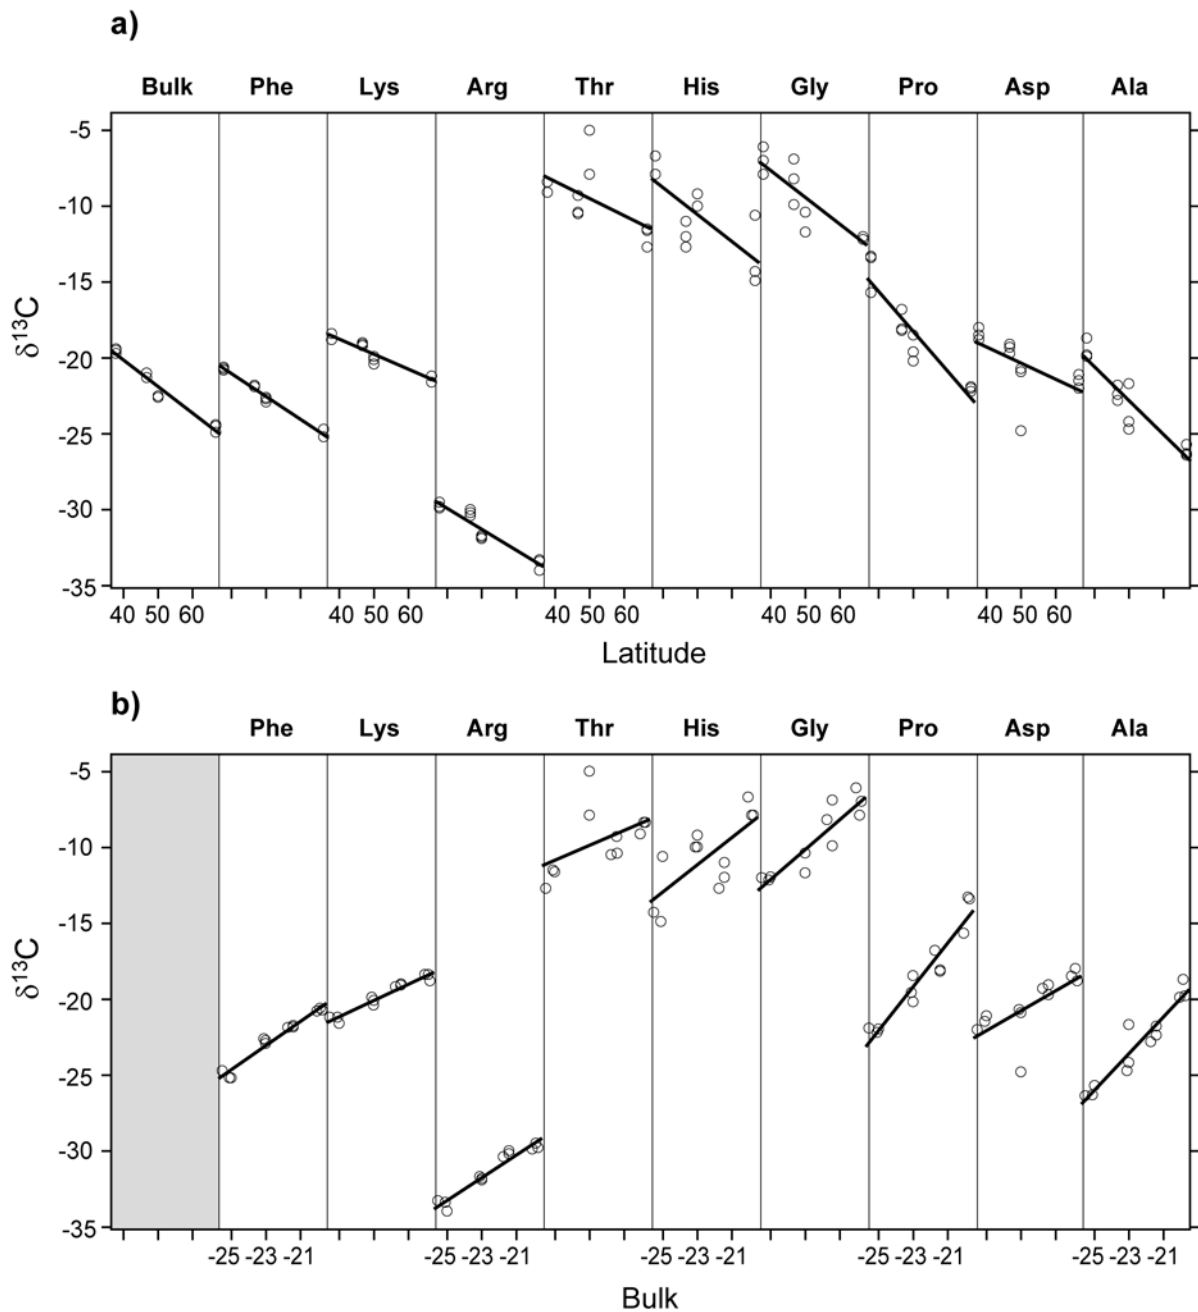 a)
Bulk Phe Lys Arg Thr His Gly Pro Asp Ala
-5
-10
-15
-20
-25
-30
-35
δ13C
40 50 60 40 50 60 40 50 60 40 50 60 40 50 60
Latitude
b)
Phe Lys Arg Thr His Gly Pro Asp Ala
-5
-10
-15
-20
-25
-30
-35
δ13C
-25 -23 -21 -25 -23 -21 -25 -23 -21 -25 -23 -21 -25 -23 -21
Bulk